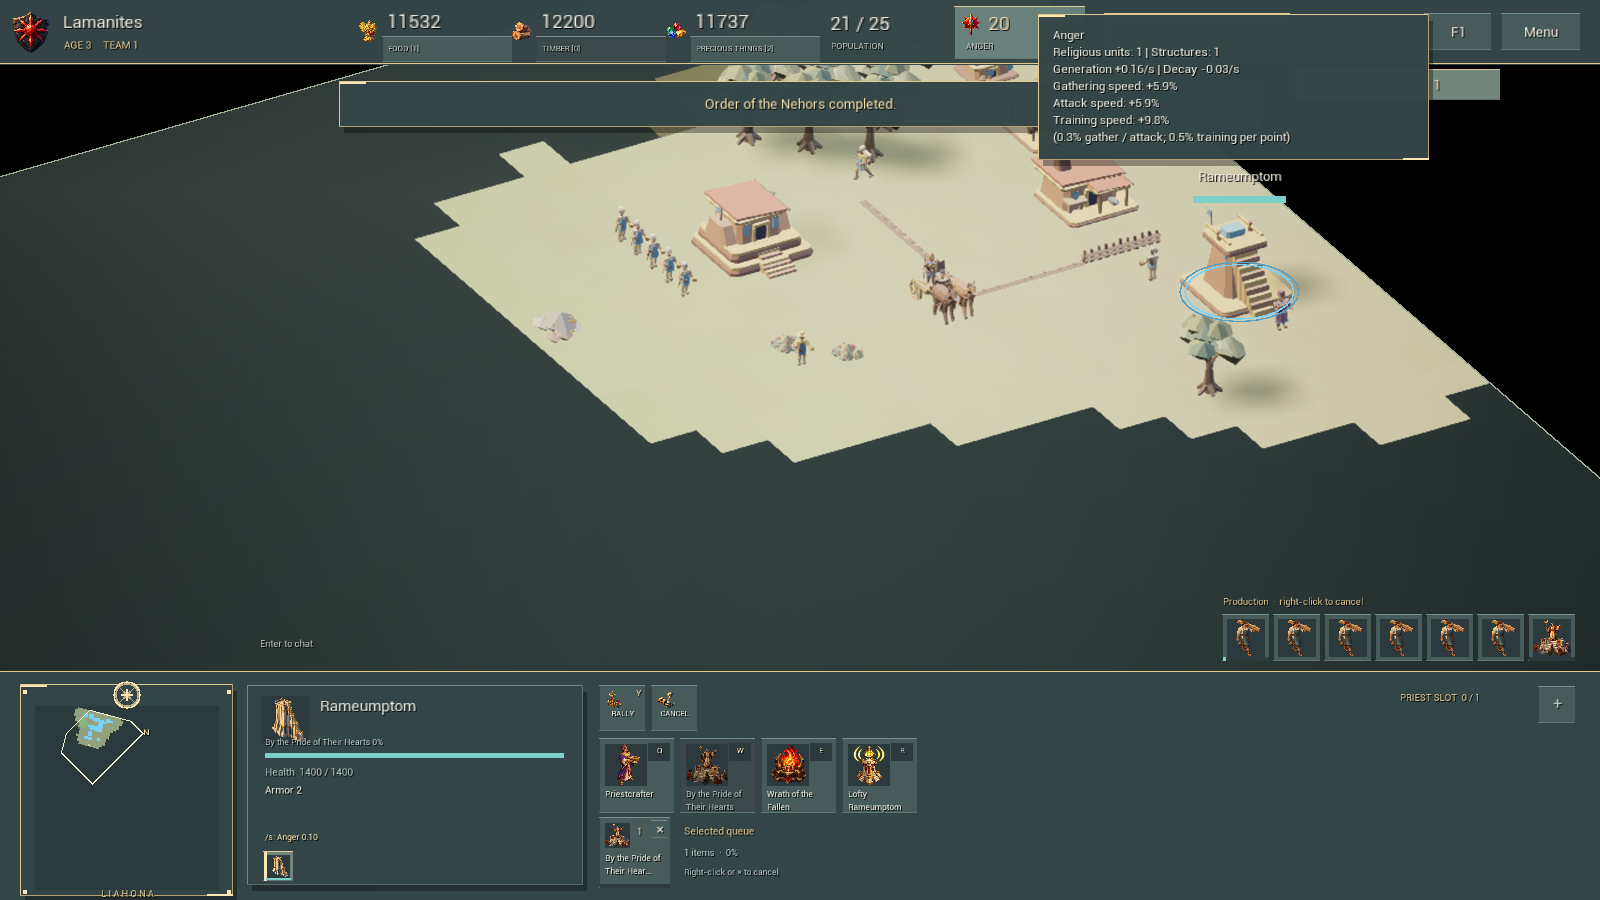 Lamanites
AGE 3 TEAM 1
11532
FOOD [1]
12200
TIMBER [0]
11737
PRECIOUS THINGS [2]
21 / 25
POPULATION
20
ANGER
F1
Menu
1
Anger
Religious units: 1 | Structures: 1
Generation +0.16/s | Decay -0.03/s
Gathering speed: +5.9%
Attack speed: +5.9%
Training speed: +9.8%
(0.3% gather / attack; 0.5% training per point)
Order of the Nehors completed.
Rameumptom
Production · right-click to cancel
Enter to chat
N
LIAHONA
Rameumptom
By the Pride of Their Hearts 0%
Health 1400 / 1400
Armor 2
/s: Anger 0.10
Y
RALLY
CANCEL
Q
Priestcrafter
W
By the Pride of
Their Hearts
E
Wrath of the
Fallen
R
Lofty
Rameumptom
1 ×
By the Pride of
Their Hear...
Selected queue
1 items · 0%
Right-click or × to cancel
PRIEST SLOT 0 / 1
+